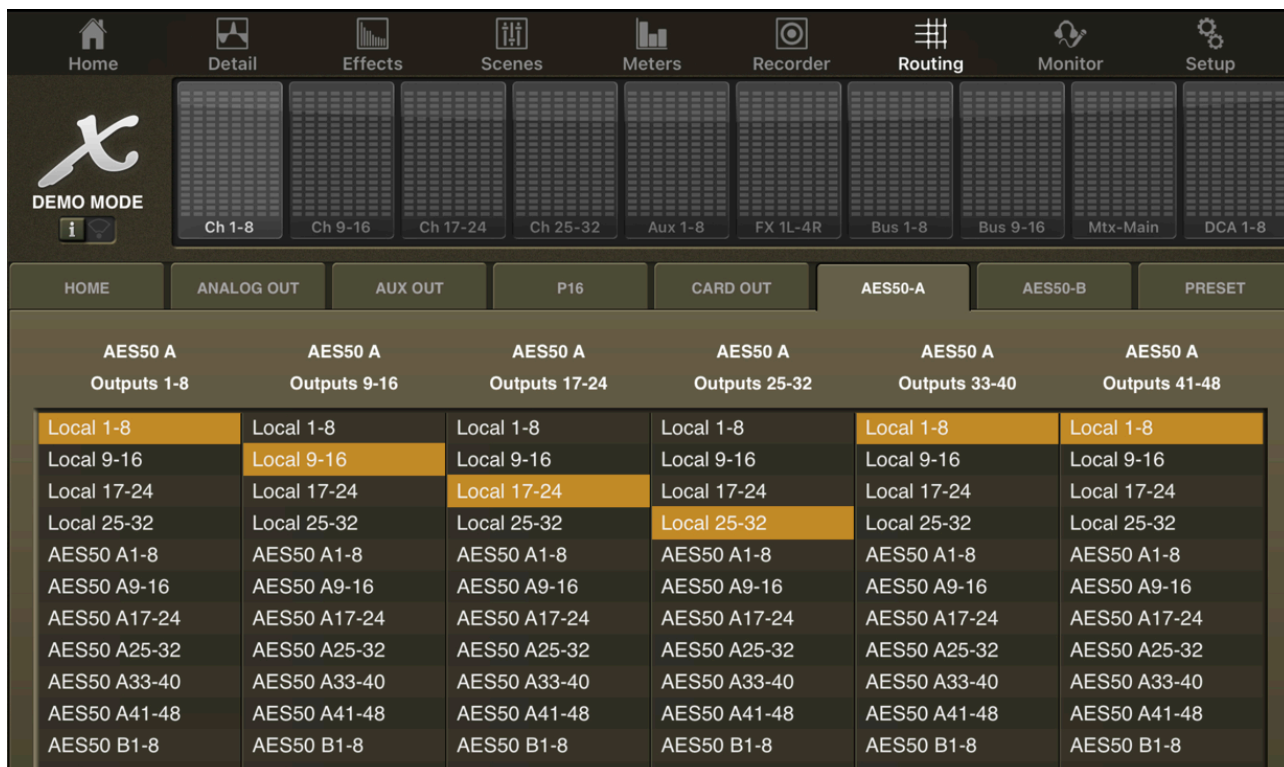 Home Detail Effects Scenes Meters Recorder Routing Monitor Setup
X
DEMO MODE
i
Ch 1-8 Ch 9-16 Ch 17-24 Ch 25-32 Aux 1-8 FX 1L-4R Bus 1-8 Bus 9-16 Mtx-Main DCA 1-8
HOME ANALOG OUT AUX OUT P16 CARD OUT AES50-A AES50-B PRESET
AES50 A AES50 A AES50 A AES50 A AES50 A AES50 A
Outputs 1-8 Outputs 9-16 Outputs 17-24 Outputs 25-32 Outputs 33-40 Outputs 41-48
Local 1-8 Local 1-8 Local 1-8 Local 1-8 Local 1-8 Local 1-8
Local 9-16 Local 9-16 Local 9-16 Local 9-16 Local 9-16 Local 9-16
Local 17-24 Local 17-24 Local 17-24 Local 17-24 Local 17-24 Local 17-24
Local 25-32 Local 25-32 Local 25-32 Local 25-32 Local 25-32 Local 25-32
AES50 A1-8 AES50 A1-8 AES50 A1-8 AES50 A1-8 AES50 A1-8 AES50 A1-8
AES50 A9-16 AES50 A9-16 AES50 A9-16 AES50 A9-16 AES50 A9-16 AES50 A9-16
AES50 A17-24 AES50 A17-24 AES50 A17-24 AES50 A17-24 AES50 A17-24 AES50 A17-24
AES50 A25-32 AES50 A25-32 AES50 A25-32 AES50 A25-32 AES50 A25-32 AES50 A25-32
AES50 A33-40 AES50 A33-40 AES50 A33-40 AES50 A33-40 AES50 A33-40 AES50 A33-40
AES50 A41-48 AES50 A41-48 AES50 A41-48 AES50 A41-48 AES50 A41-48 AES50 A41-48
AES50 B1-8 AES50 B1-8 AES50 B1-8 AES50 B1-8 AES50 B1-8 AES50 B1-8